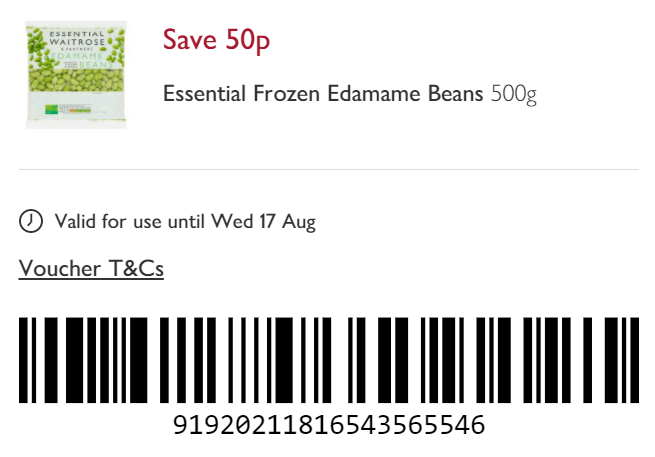 ESSENTIAL
WAITROSE
& PARTNERS
EDAMAME
BEANS
Save 50p
Essential Frozen Edamame Beans 500g
Valid for use until Wed 17 Aug
Voucher T&Cs
91920211816543565546